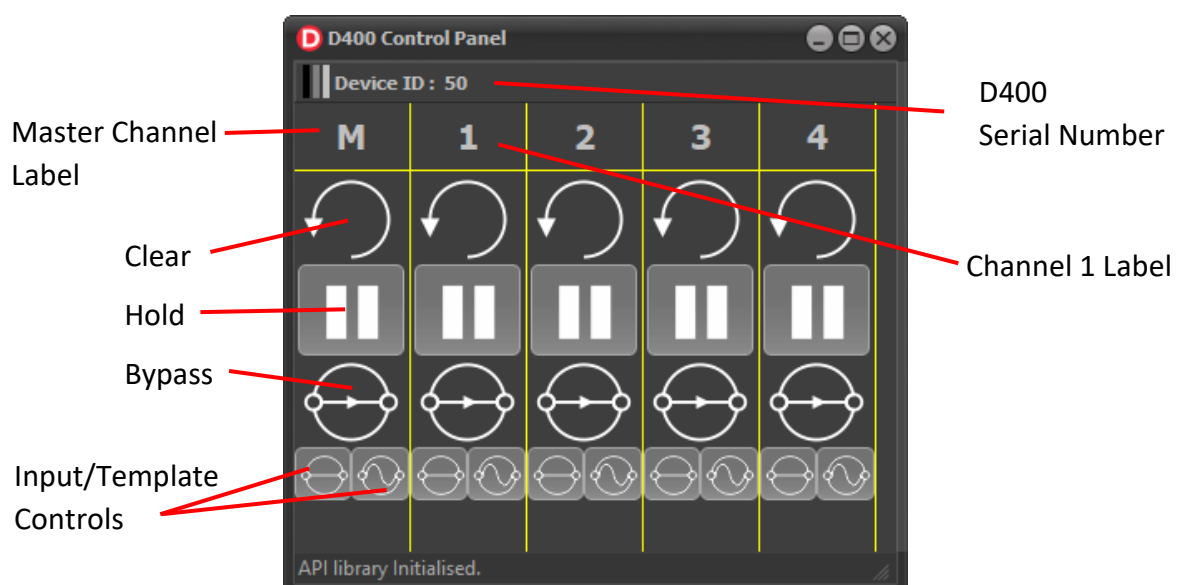 D400 Control Panel
Device ID : 50
D400
Serial Number
Master Channel
Label
M 1 2 3 4
Clear
Channel 1 Label
Hold
Bypass
Input/Template
Controls
API library Initialised.